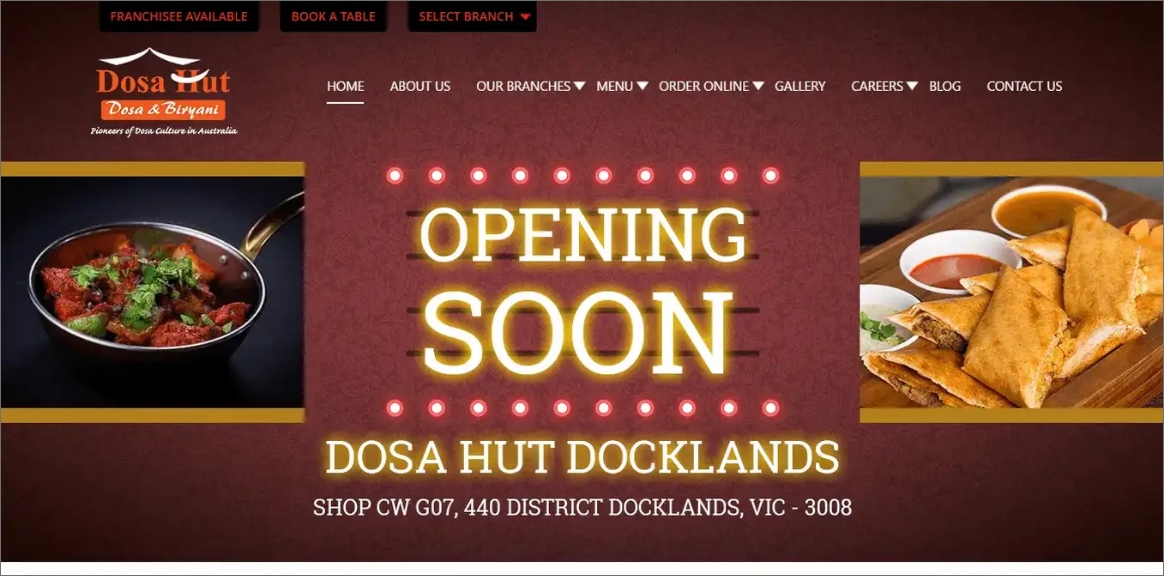 FRANCHISEE AVAILABLE BOOK A TABLE SELECT BRANCH
Dosa Hut
Dosa & Biryani
Pioneers of Dosa Culture in Australia
HOME ABOUT US OUR BRANCHES MENU ORDER ONLINE GALLERY CAREERS BLOG CONTACT US
OPENING
SOON
DOSA HUT DOCKLANDS
SHOP CW G07, 440 DISTRICT DOCKLANDS, VIC - 3008